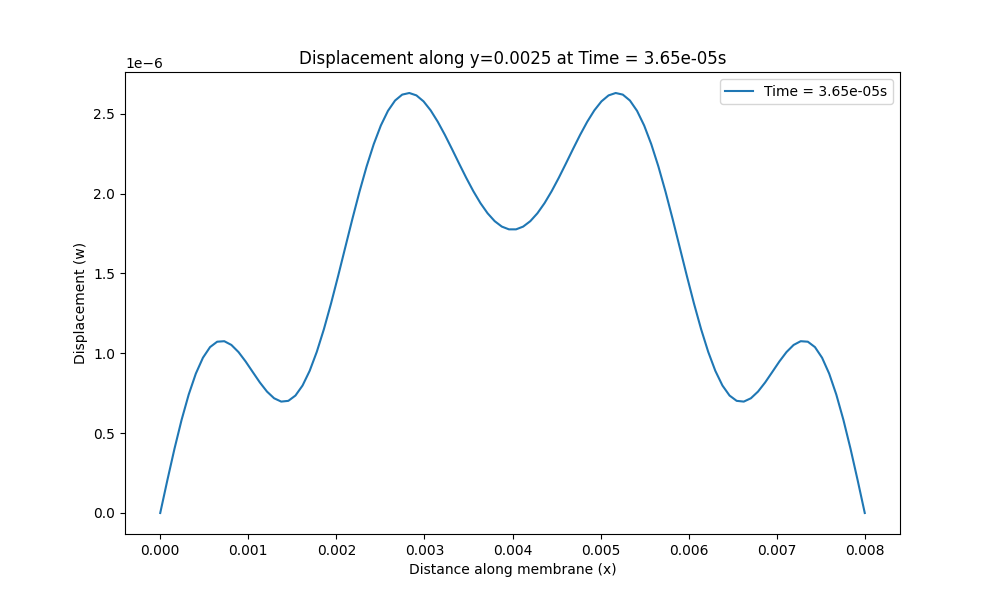 Displacement along y=0.0025 at Time = 3.65e-05s
1e−6
Time = 3.65e-05s
2.5
2.0
1.5
1.0
0.5
0.0
Displacement (w)
0.000 0.001 0.002 0.003 0.004 0.005 0.006 0.007 0.008
Distance along membrane (x)